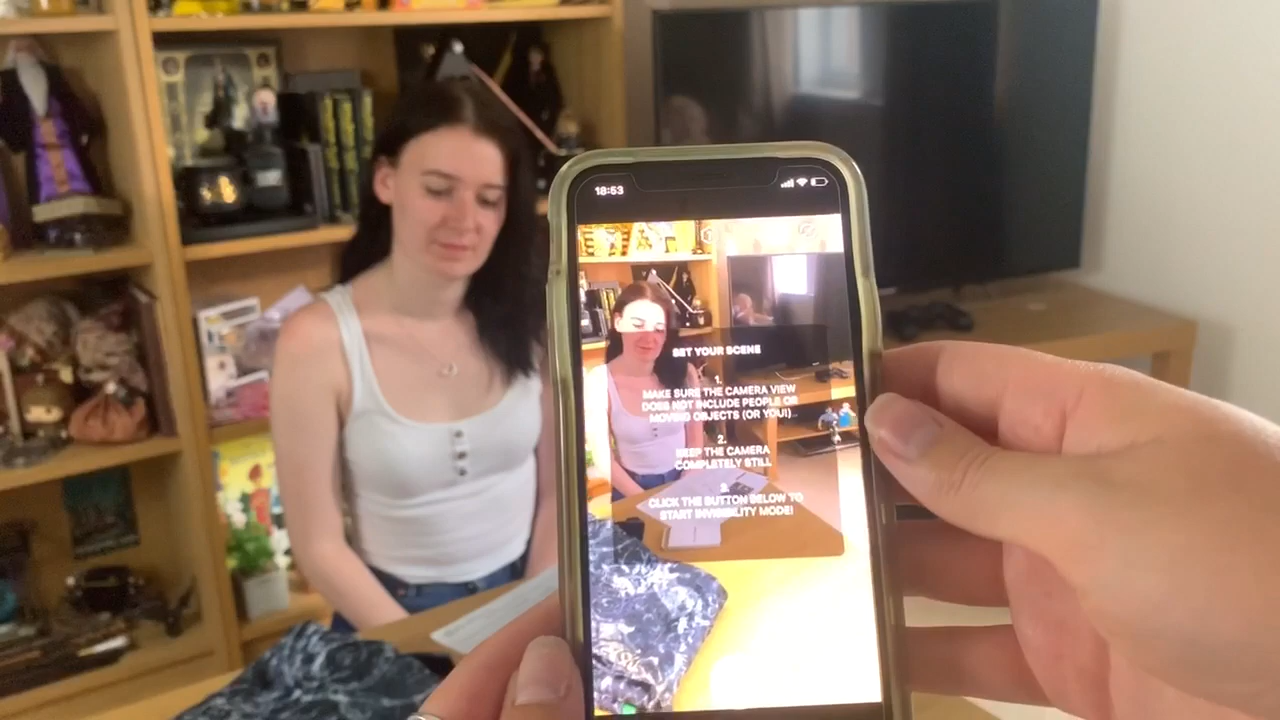 18:53
SET YOUR SCENE
1.
MAKE SURE THE CAMERA VIEW
DOES NOT INCLUDE PEOPLE OR
MOVING OBJECTS (OR YOU!)
2.
KEEP THE CAMERA
COMPLETELY STILL
3.
CLICK THE BUTTON BELOW TO
START INVISIBILITY MODE!